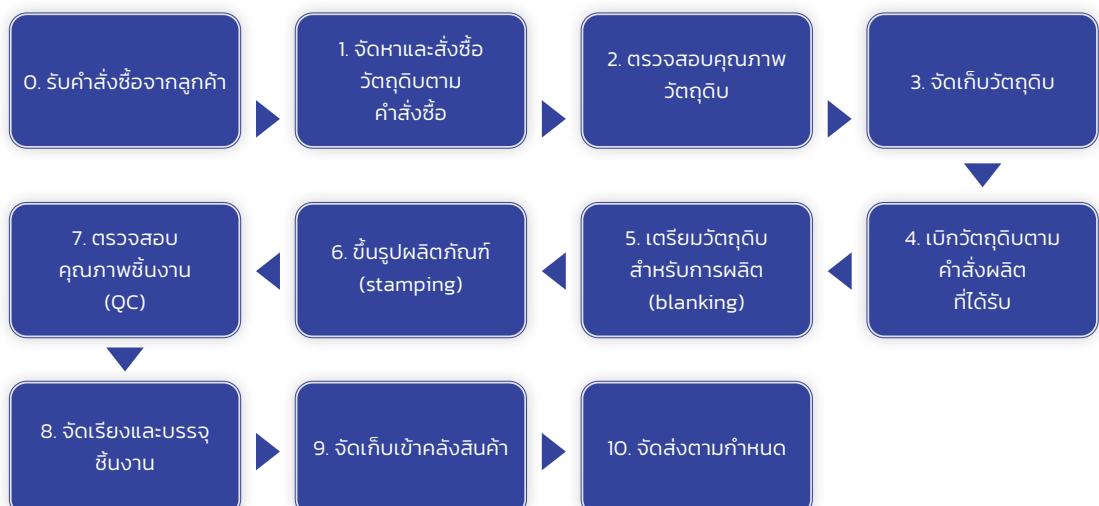 0. รับคำสั่งซื้อจากลูกค้า
1. จัดหาและสั่งซื้อ
วัตถุดิบตาม
คำสั่งซื้อ
2. ตรวจสอบคุณภาพ
วัตถุดิบ
3. จัดเก็บวัตถุดิบ
4. เบิกวัตถุดิบตาม
คำสั่งผลิต
ที่ได้รับ
5. เตรียมวัตถุดิบ
สำหรับการผลิต
(blanking)
6. ขึ้นรูปผลิตภัณฑ์
(stamping)
7. ตรวจสอบ
คุณภาพชิ้นงาน
(QC)
8. จัดเรียงและบรรจุ
ชิ้นงาน
9. จัดเก็บเข้าคลังสินค้า
10. จัดส่งตามกำหนด